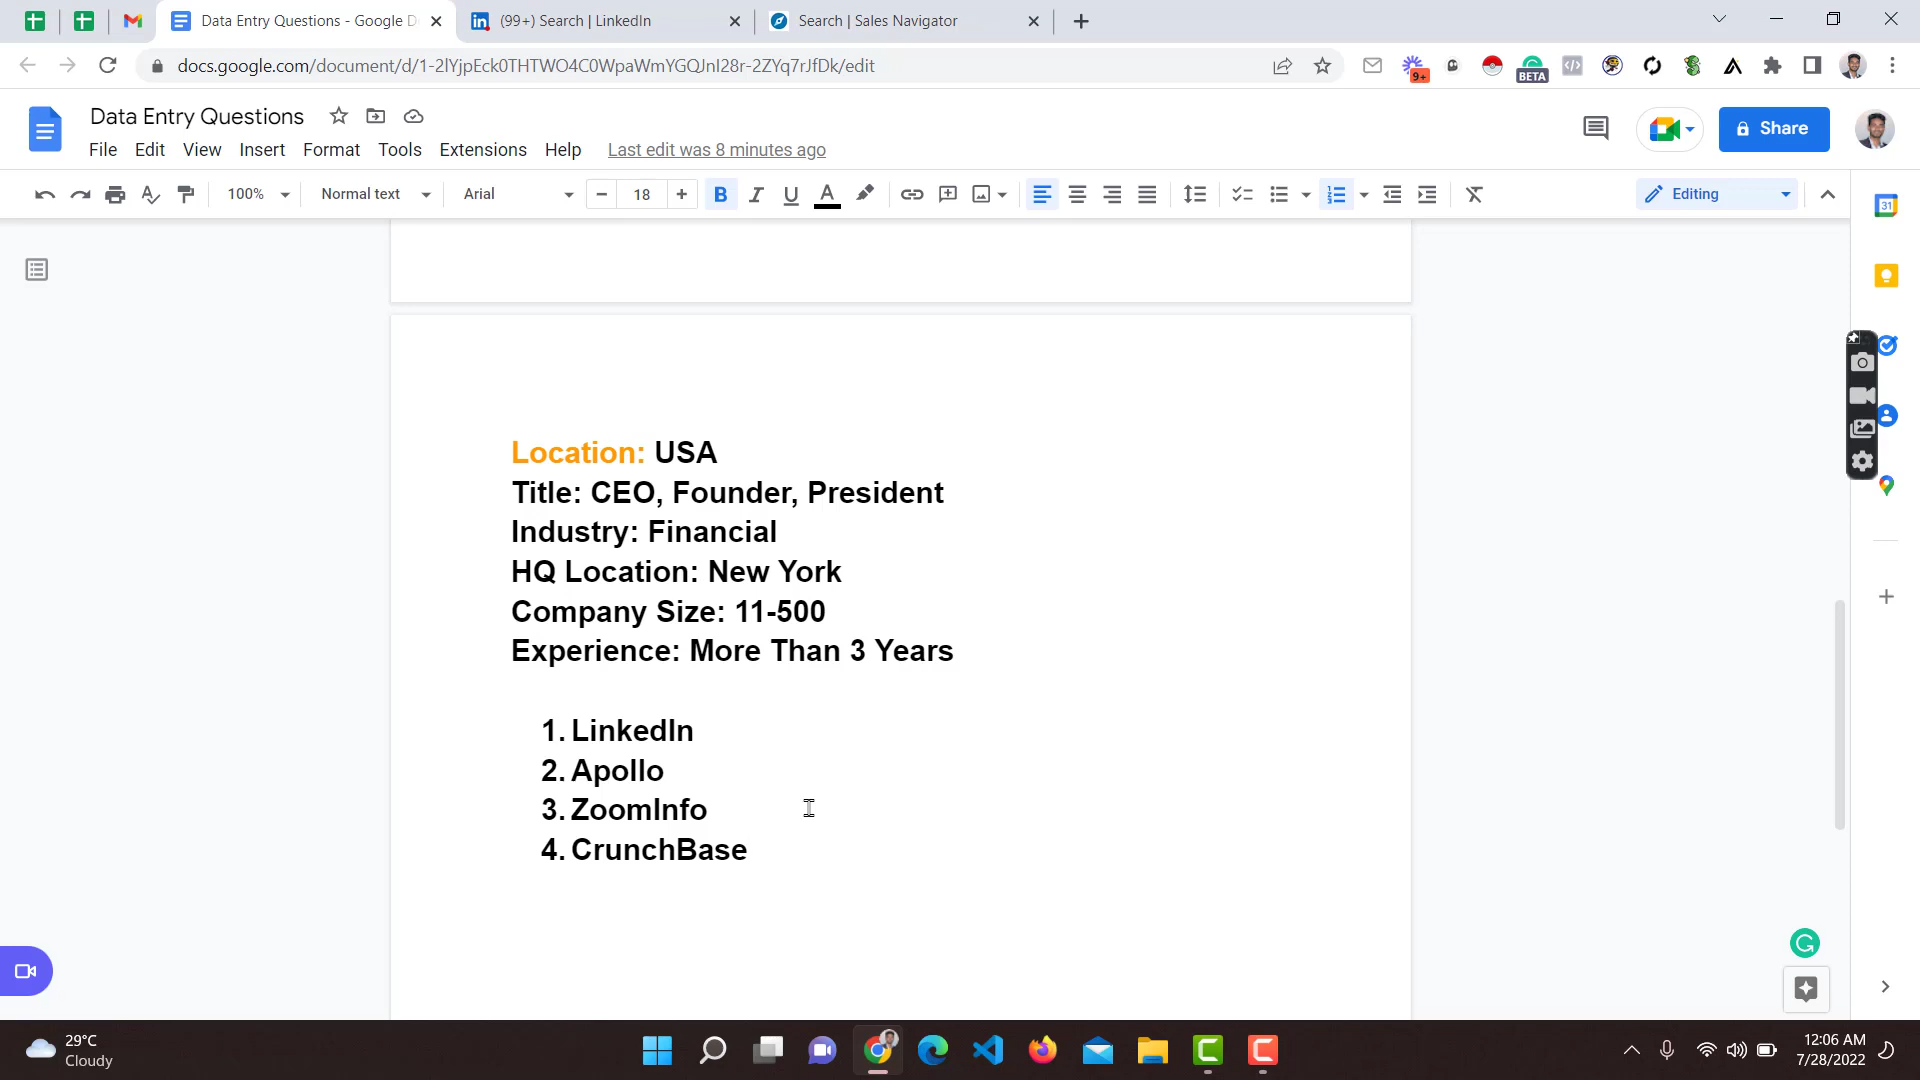 Data Entry Questions - Google D
(99+) Search | LinkedIn
Search | Sales Navigator
docs.google.com/document/d/1-2lYjpEck0THTWO4C0WpaWmYGQJnI28r-2ZYq7rJfDk/edit
9+
BETA
Data Entry Questions
Share
File Edit View Insert Format Tools Extensions Help Last edit was 8 minutes ago
100% Normal text Arial 18 Editing
31
Location: USA
Title: CEO, Founder, President
Industry: Financial
HQ Location: New York
Company Size: 11-500
Experience: More Than 3 Years
1. LinkedIn
2. Apollo
3. ZoomInfo
4. CrunchBase
29°C
Cloudy
12:06 AM
7/28/2022